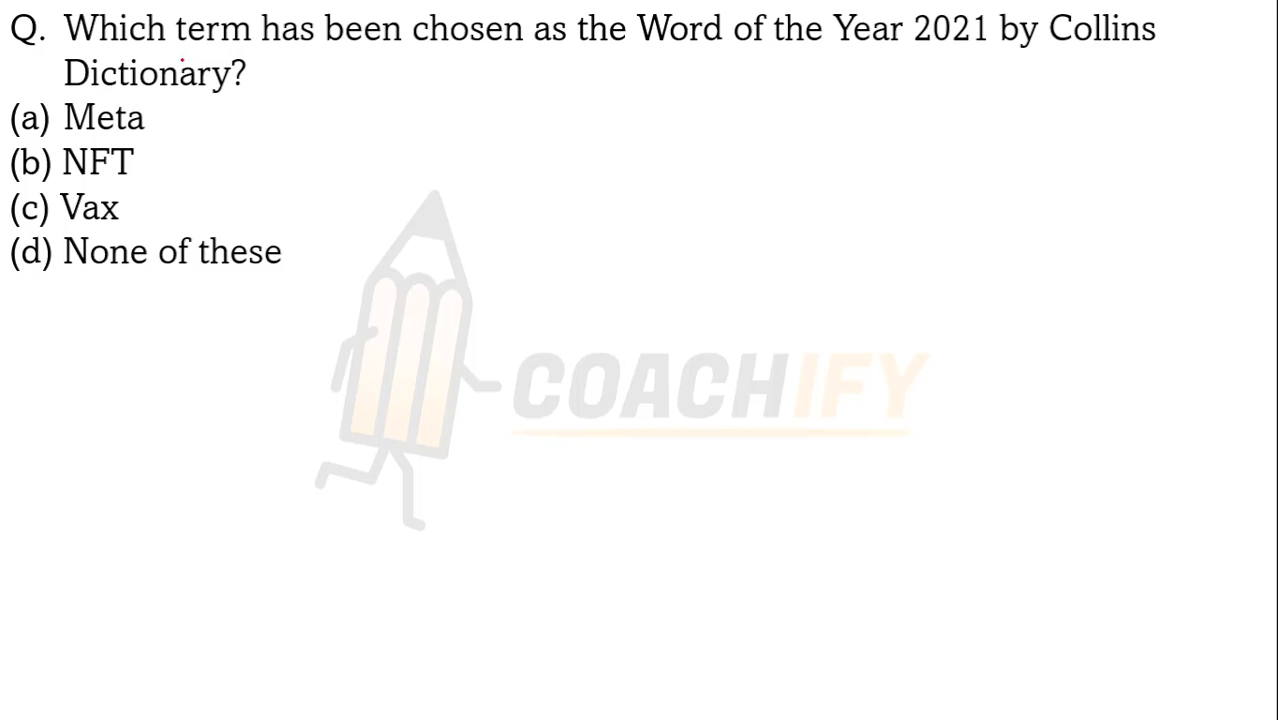 Q. Which term has been chosen as the Word of the Year 2021 by Collins
Dictionary?
(a) Meta
(b) NFT
(c) Vax
(d) None of these
COACHIFY